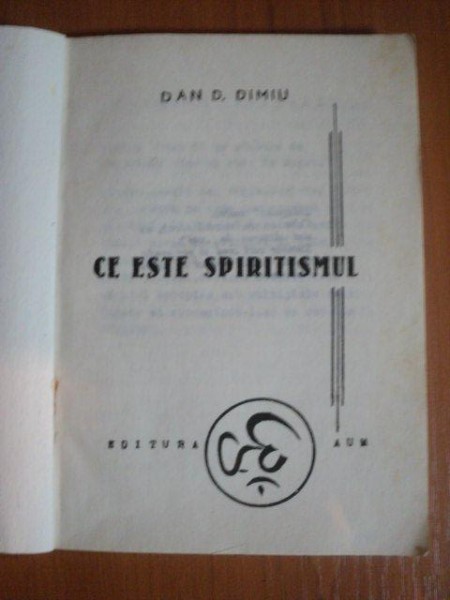 DAN D. DIMIU
CE ESTE SPIRITISMUL
EDITURA AUM